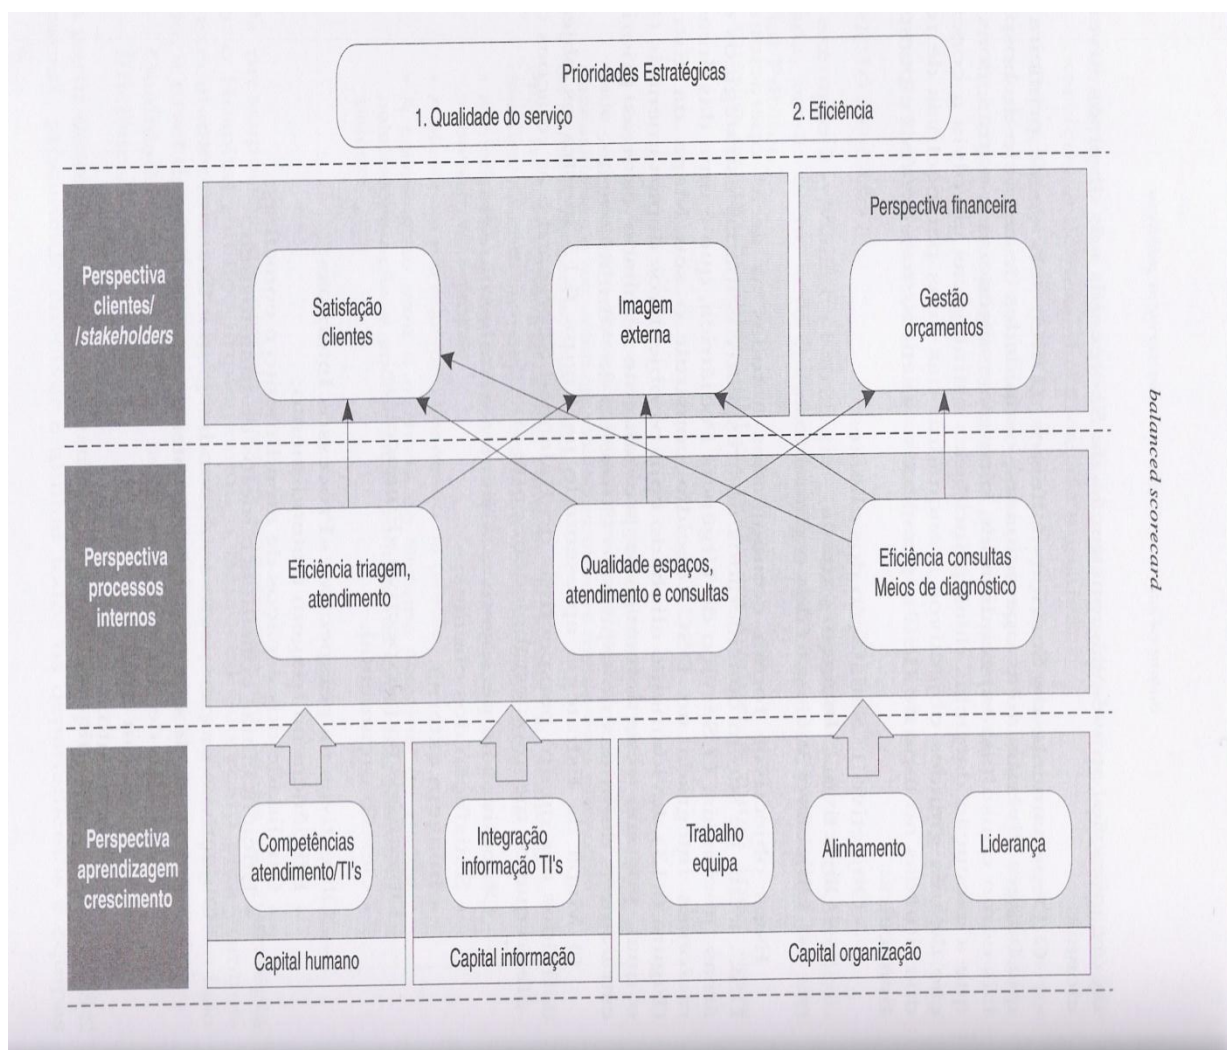 Prioridades Estratégicas
1. Qualidade do serviço
2. Eficiência
Perspectiva
clientes/
/stakeholders
Satisfação
clientes
Imagem
externa
Perspectiva financeira
Gestão
orçamentos
Perspectiva
processos
internos
Eficiência triagem,
atendimento
Qualidade espaços,
atendimento e consultas
Eficiência consultas
Meios de diagnóstico
Perspectiva
aprendizagem
crescimento
Competências
atendimento/TI's
Integração
informação TI's
Trabalho
equipa
Alinhamento
Liderança
Capital humano
Capital informação
Capital organização
balanced scorecard